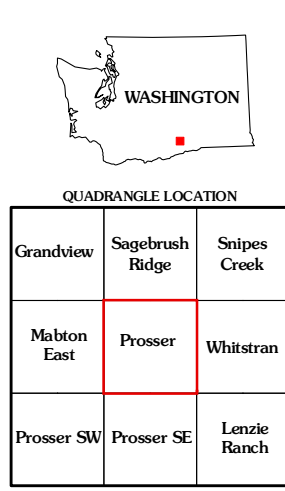 WASHINGTON
QUADRANGLE LOCATION
Grandview
Sagebrush
Ridge
Snipes
Creek
Mabton
East
Prosser
Whitstran
Prosser SW
Prosser SE
Lenzie
Ranch